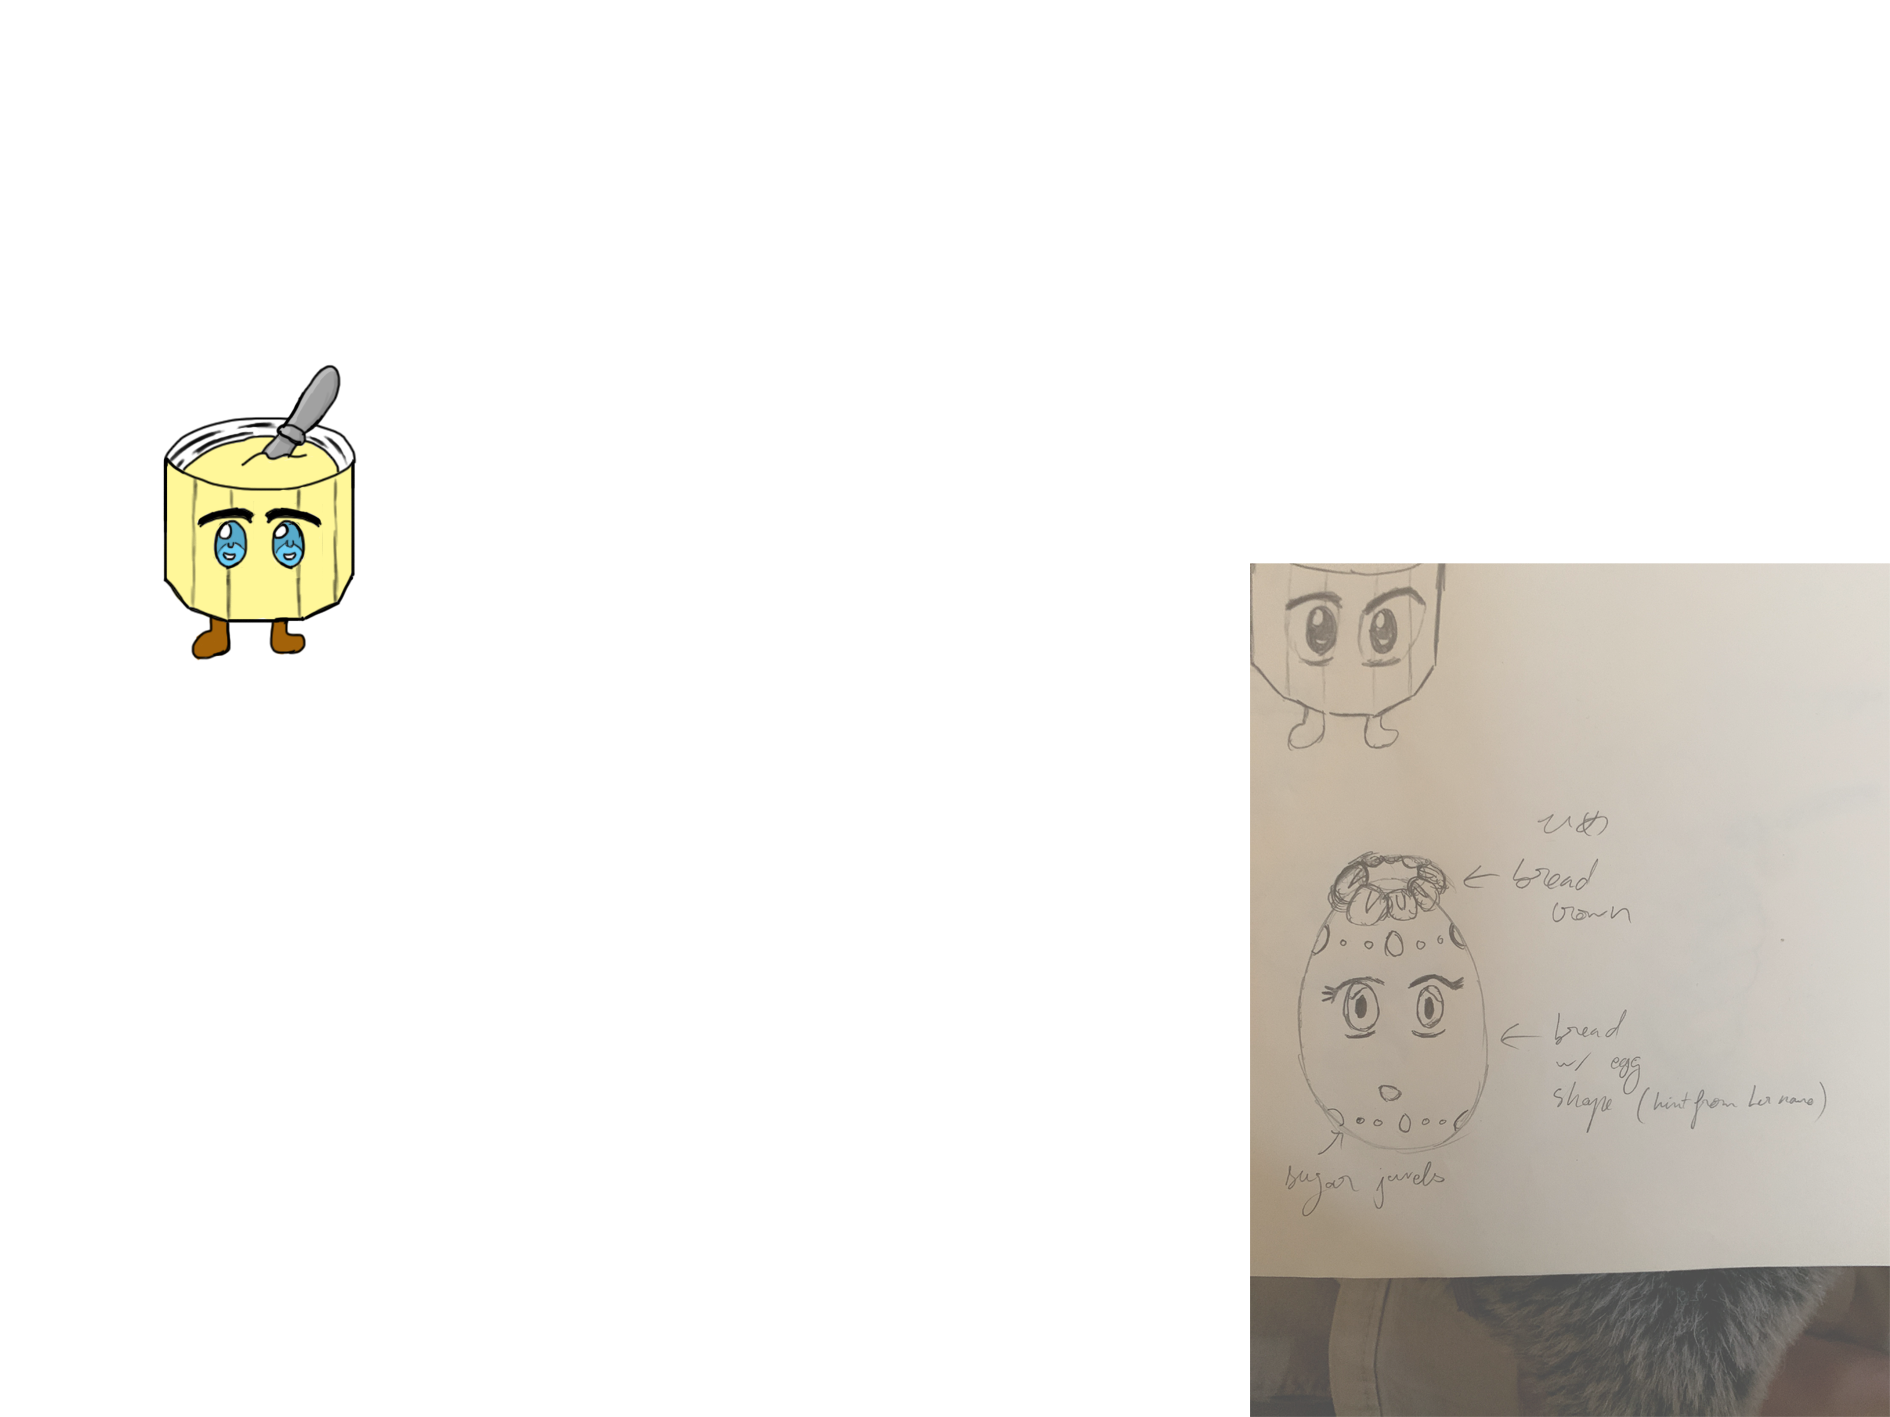 ひめ
← bread
crown
← bread
w/ egg
shape (hint from her name)
sugar jewels